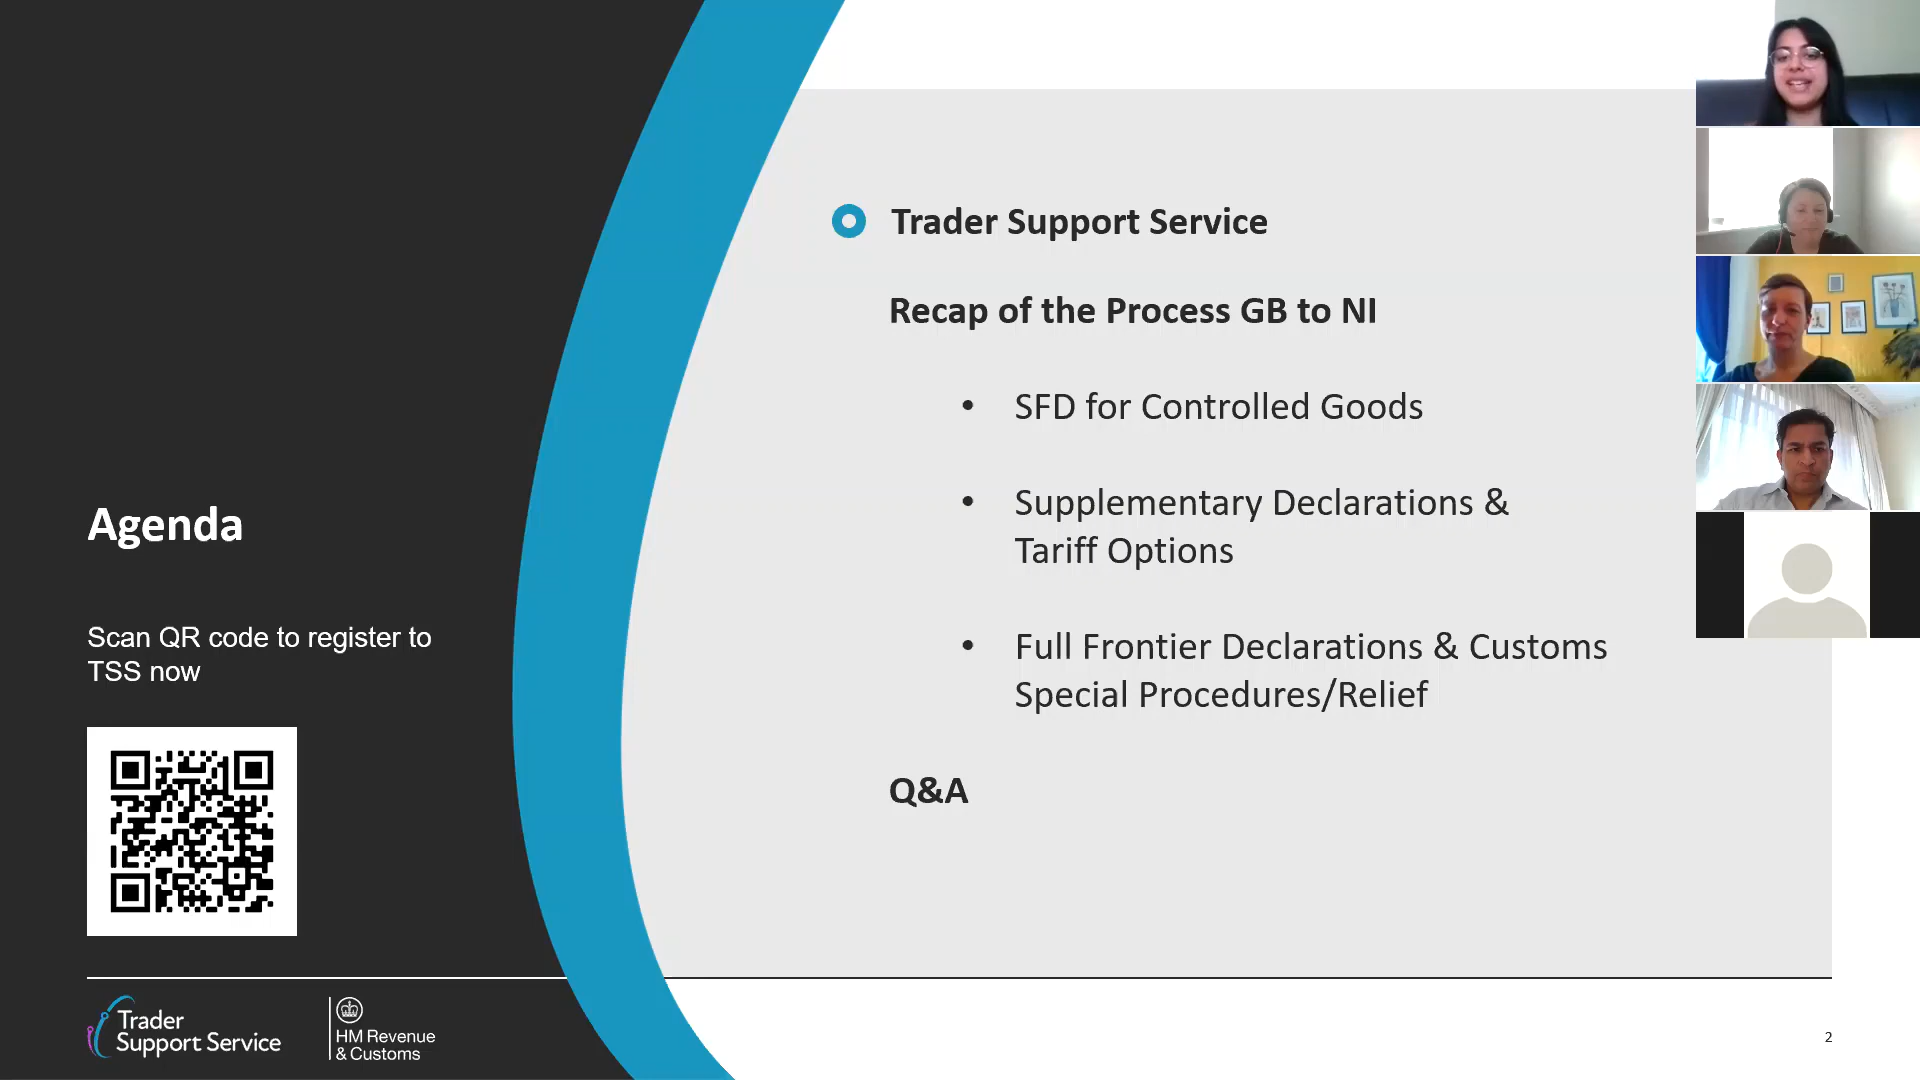 Agenda
Scan QR code to register to
TSS now
Trader Support Service
Recap of the Process GB to NI
• SFD for Controlled Goods
• Supplementary Declarations &
Tariff Options
• Full Frontier Declarations & Customs
Special Procedures/Relief
Q&A
Trader
Support Service
HM Revenue
& Customs
2